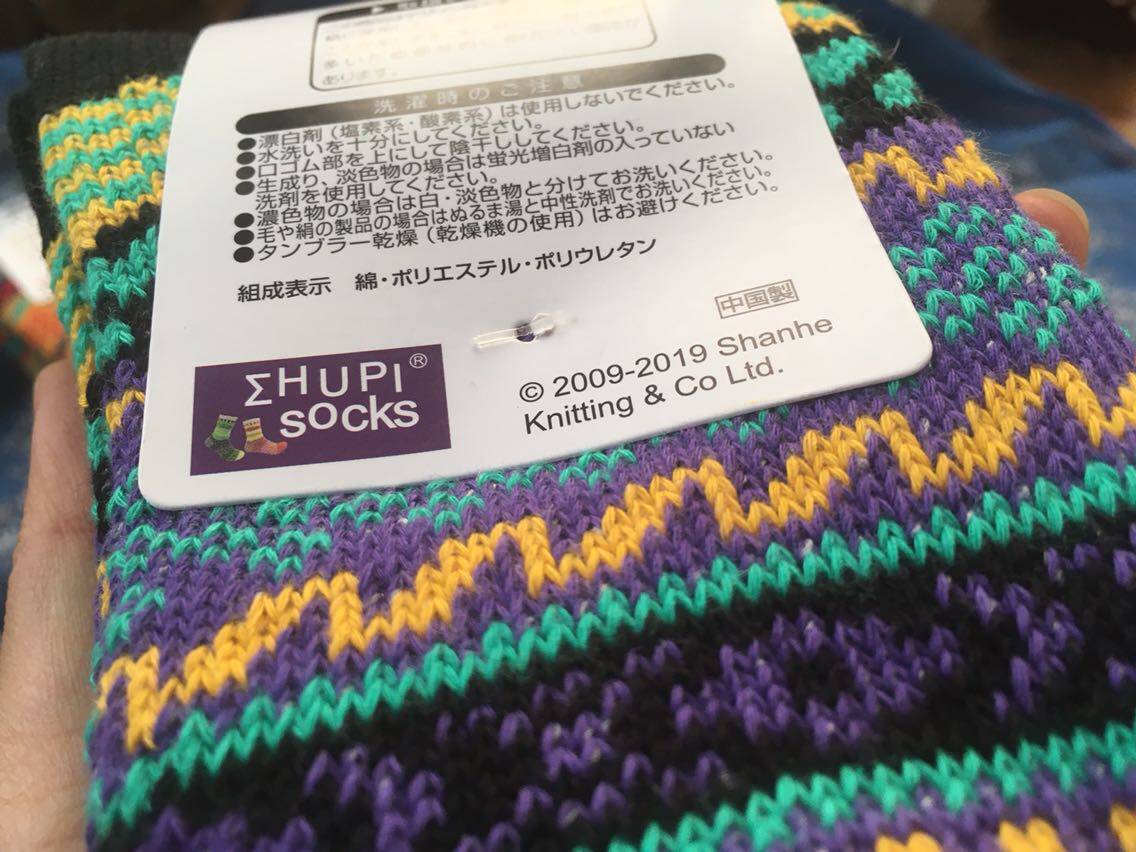 あります。
洗濯時のご注意
●漂白剤（塩素系・酸素系）は使用しないでください。
●水洗いを十分にしてください。
●口ゴム部を上にして陰干ししてください。
●生成り、淡色物の場合は蛍光増白剤の入っていない
洗剤を使用してください。
●濃色物の場合は白・淡色物と分けてお洗いください。
●毛や絹の製品の場合はぬるま湯と中性洗剤でお洗いください。
●タンブラー乾燥（乾燥機の使用）はお避けください。
組成表示　綿・ポリエステル・ポリウレタン
中国製
ΣHUPI®
socks
© 2009-2019 Shanhe
Knitting & Co Ltd.